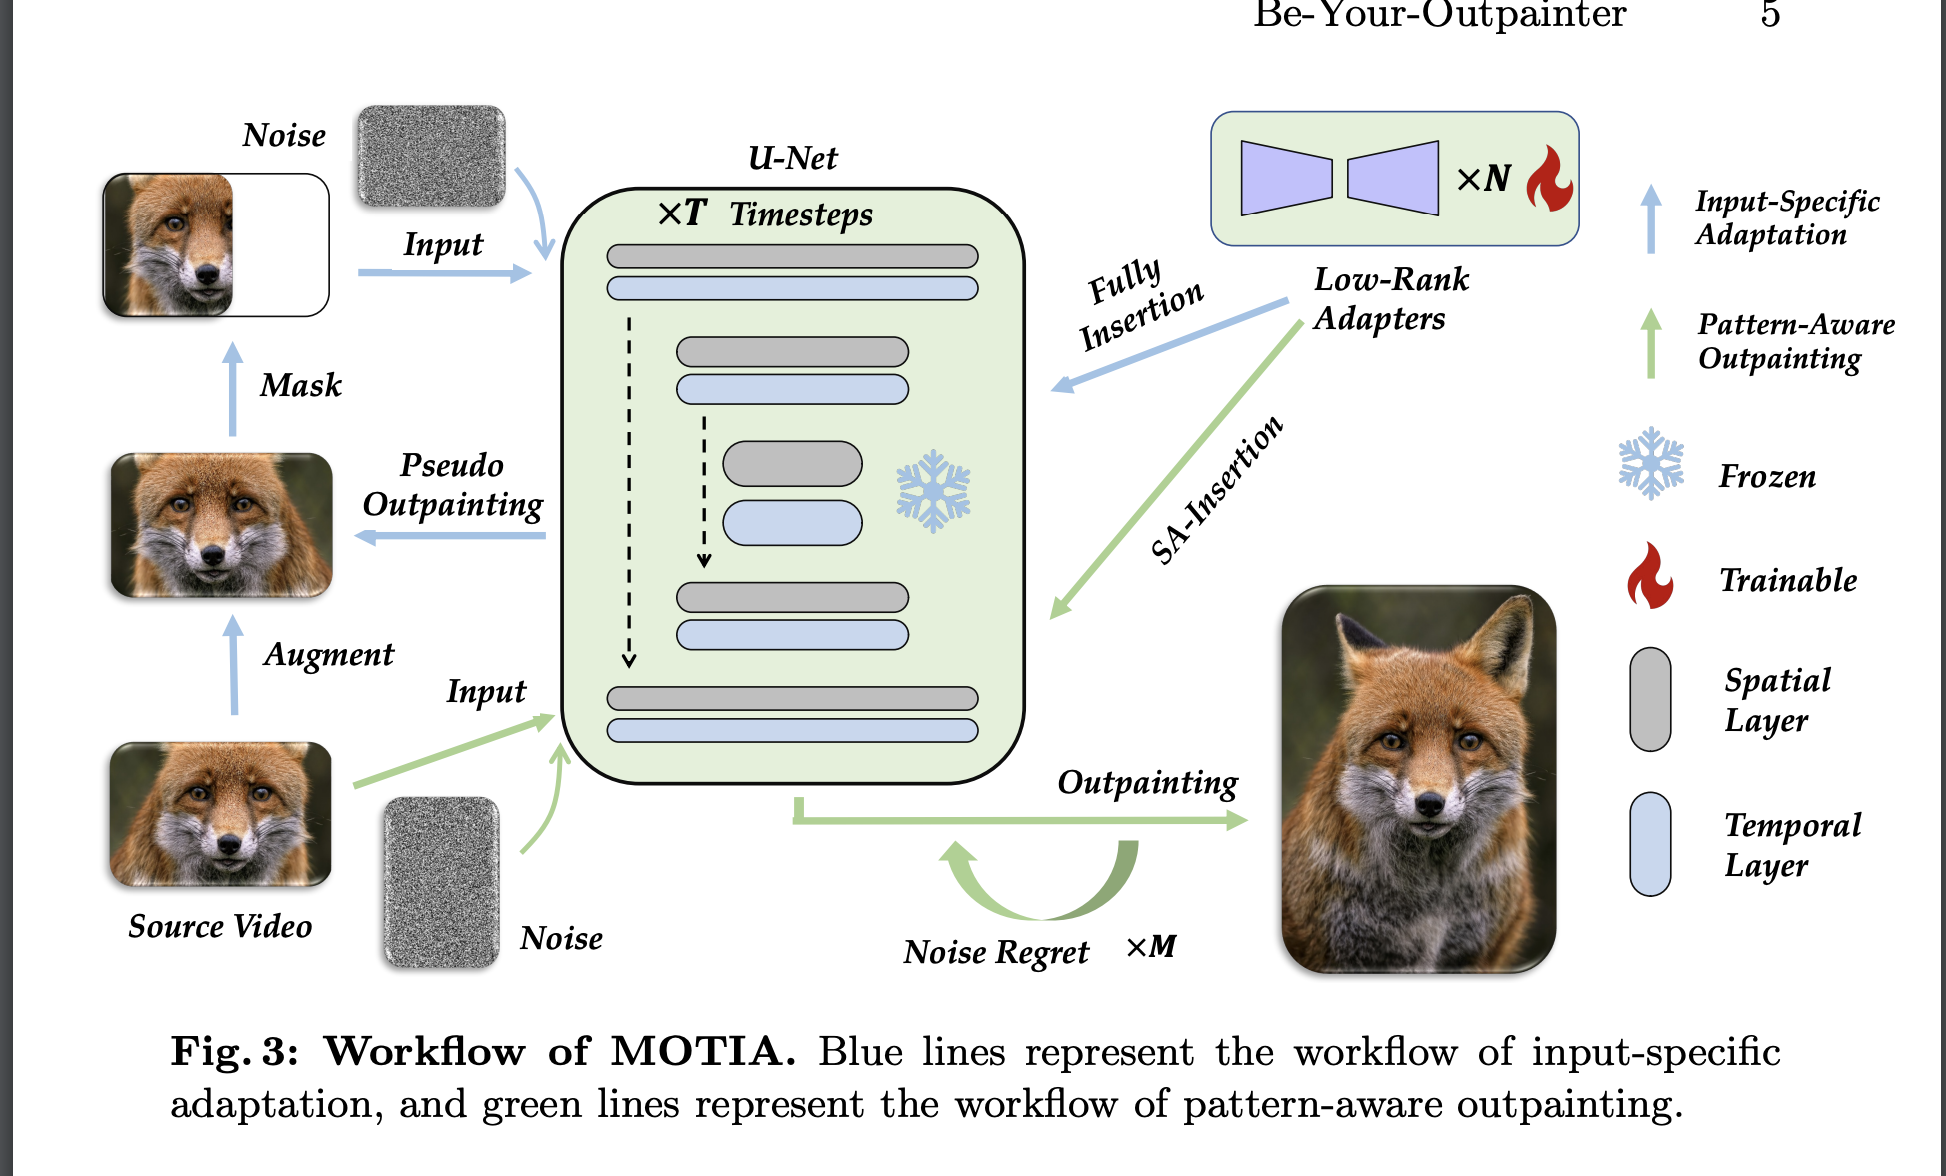 Be-Your-Outpainter 5
Noise
Input
Mask
Pseudo
Outpainting
Augment
Input
Source Video
Noise
U-Net
×T Timesteps
×N
Low-Rank
Adapters
Fully
Insertion
SA-Insertion
Outpainting
Noise Regret ×M
Input-Specific
Adaptation
Pattern-Aware
Outpainting
Frozen
Trainable
Spatial
Layer
Temporal
Layer
Fig. 3: Workflow of MOTIA. Blue lines represent the workflow of input-specific
adaptation, and green lines represent the workflow of pattern-aware outpainting.